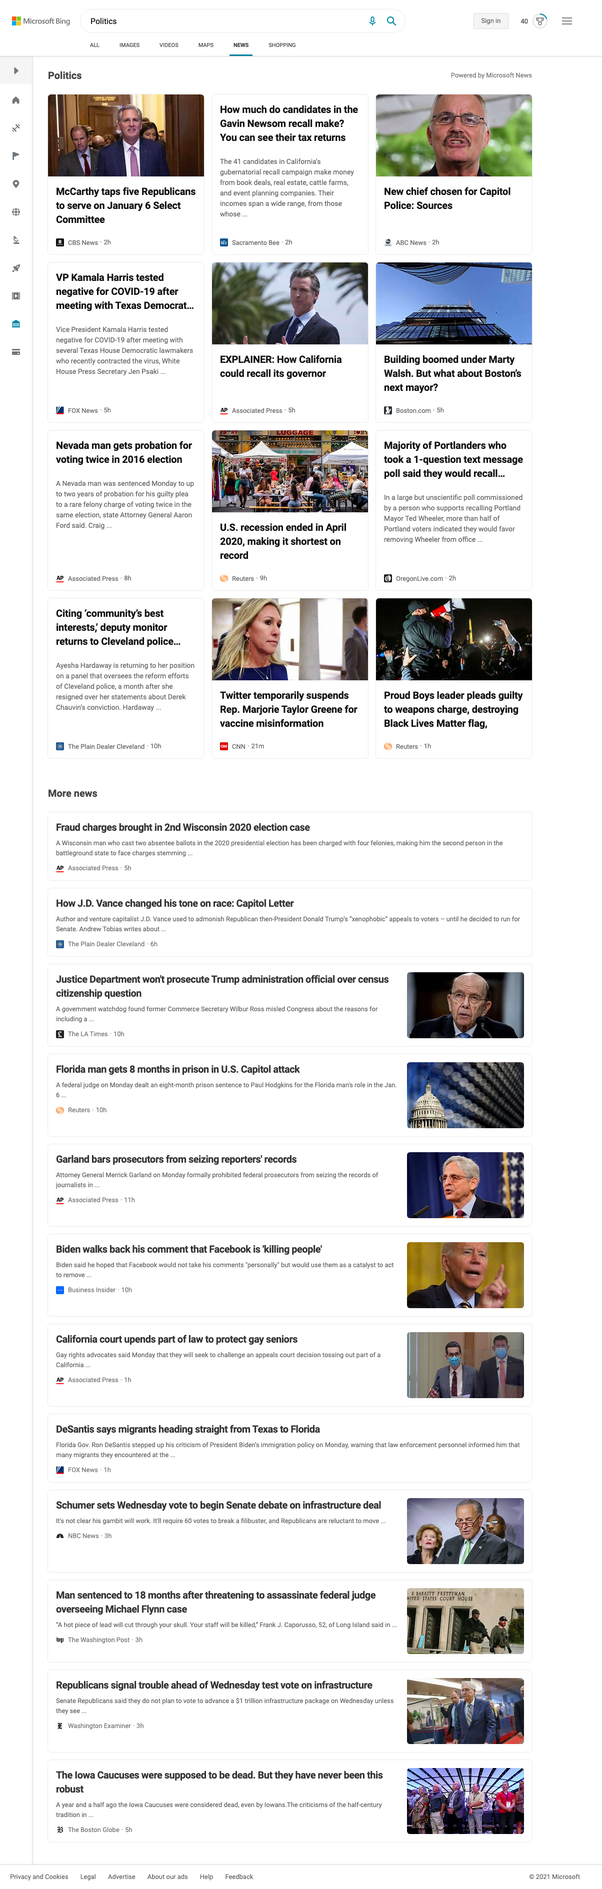 Microsoft Bing
Politics
Sign in
40
ALL
IMAGES
VIDEOS
MAPS
NEWS
SHOPPING
Politics
Powered by Microsoft News
McCarthy taps five Republicans
to serve on January 6 Select
Committee
CBS News · 2h
How much do candidates in the
Gavin Newsom recall make?
You can see their tax returns
The 41 candidates in California's
gubernatorial recall campaign make money
from book deals, real estate, cattle farms,
and event planning companies. Their
incomes span a wide range, from those
whose ...
Sacramento Bee · 2h
New chief chosen for Capitol
Police: Sources
ABC News · 2h
VP Kamala Harris tested
negative for COVID-19 after
meeting with Texas Democrat...
Vice President Kamala Harris tested
negative for COVID-19 after meeting with
several Texas House Democratic lawmakers
who recently contracted the virus, White
House Press Secretary Jen Psaki ...
FOX News · 5h
EXPLAINER: How California
could recall its governor
AP Associated Press · 5h
Building boomed under Marty
Walsh. But what about Boston's
next mayor?
Boston.com · 5h
Nevada man gets probation for
voting twice in 2016 election
A Nevada man was sentenced Monday to up
to two years of probation for his guilty plea
to a rare felony charge of voting twice in the
same election, state Attorney General Aaron
Ford said. Craig ...
AP Associated Press · 8h
LUGGAGE
U.S. recession ended in April
2020, making it shortest on
record
Reuters · 9h
Majority of Portlanders who
took a 1-question text message
poll said they would recall...
In a large but unscientific poll commissioned
by a person who supports recalling Portland
Mayor Ted Wheeler, more than half of
Portland voters indicated they would favor
removing Wheeler from office ...
OregonLive.com · 2h
Citing 'community's best
interests,' deputy monitor
returns to Cleveland police...
Ayesha Hardaway is returning to her position
on a panel that oversees the reform efforts
of Cleveland police, a month after she
resigned over her statements about Derek
Chauvin's conviction. Hardaway ...
The Plain Dealer Cleveland · 10h
Twitter temporarily suspends
Rep. Marjorie Taylor Greene for
vaccine misinformation
CNN · 21m
Proud Boys leader pleads guilty
to weapons charge, destroying
Black Lives Matter flag,
Reuters · 1h
More news
Fraud charges brought in 2nd Wisconsin 2020 election case
A Wisconsin man who cast two absentee ballots in the 2020 presidential election has been charged with four felonies, making him the second person in the
battleground state to face charges stemming ...
AP Associated Press · 5h
How J.D. Vance changed his tone on race: Capitol Letter
Author and venture capitalist J.D. Vance used to admonish Republican then-President Donald Trump's "xenophobic" appeals to voters – until he decided to run for
Senate. Andrew Tobias writes about ...
The Plain Dealer Cleveland · 6h
Justice Department won't prosecute Trump administration official over census
citizenship question
A government watchdog found former Commerce Secretary Wilbur Ross misled Congress about the reasons for
including a ...
The LA Times · 10h
Florida man gets 8 months in prison in U.S. Capitol attack
A federal judge on Monday dealt an eight-month prison sentence to Paul Hodgkins for the Florida man's role in the Jan.
6 ...
Reuters · 10h
Garland bars prosecutors from seizing reporters' records
Attorney General Merrick Garland on Monday formally prohibited federal prosecutors from seizing the records of
journalists in ...
AP Associated Press · 11h
Biden walks back his comment that Facebook is 'killing people'
Biden said he hoped that Facebook would not take his comments "personally" but would use them as a catalyst to act
to remove ...
Business Insider · 10h
California court upends part of law to protect gay seniors
Gay rights advocates said Monday that they will seek to challenge an appeals court decision tossing out part of a
California ...
AP Associated Press · 1h
DeSantis says migrants heading straight from Texas to Florida
Florida Gov. Ron DeSantis stepped up his criticism of President Biden's immigration policy on Monday, warning that law enforcement personnel informed him that
many migrants they encountered at the ...
FOX News · 1h
Schumer sets Wednesday vote to begin Senate debate on infrastructure deal
It's not clear his gambit will work. It'll require 60 votes to break a filibuster, and Republicans are reluctant to move ...
NBC News · 3h
Man sentenced to 18 months after threatening to assassinate federal judge
overseeing Michael Flynn case
"A hot piece of lead will cut through your skull. Your staff will be killed," Frank J. Caporusso, 52, of Long Island said in ...
wp The Washington Post · 3h
E. BARRETT PRETTYMAN
UNITED STATES COURT HOUSE
Republicans signal trouble ahead of Wednesday test vote on infrastructure
Senate Republicans said they do not plan to vote to advance a $1 trillion infrastructure package on Wednesday unless
they see ...
Washington Examiner · 3h
The Iowa Caucuses were supposed to be dead. But they have never been this
robust
A year and a half ago the Iowa Caucuses were considered dead, even by Iowans.The criticisms of the half-century
tradition in ...
The Boston Globe · 5h
Privacy and Cookies
Legal
Advertise
About our ads
Help
Feedback
© 2021 Microsoft